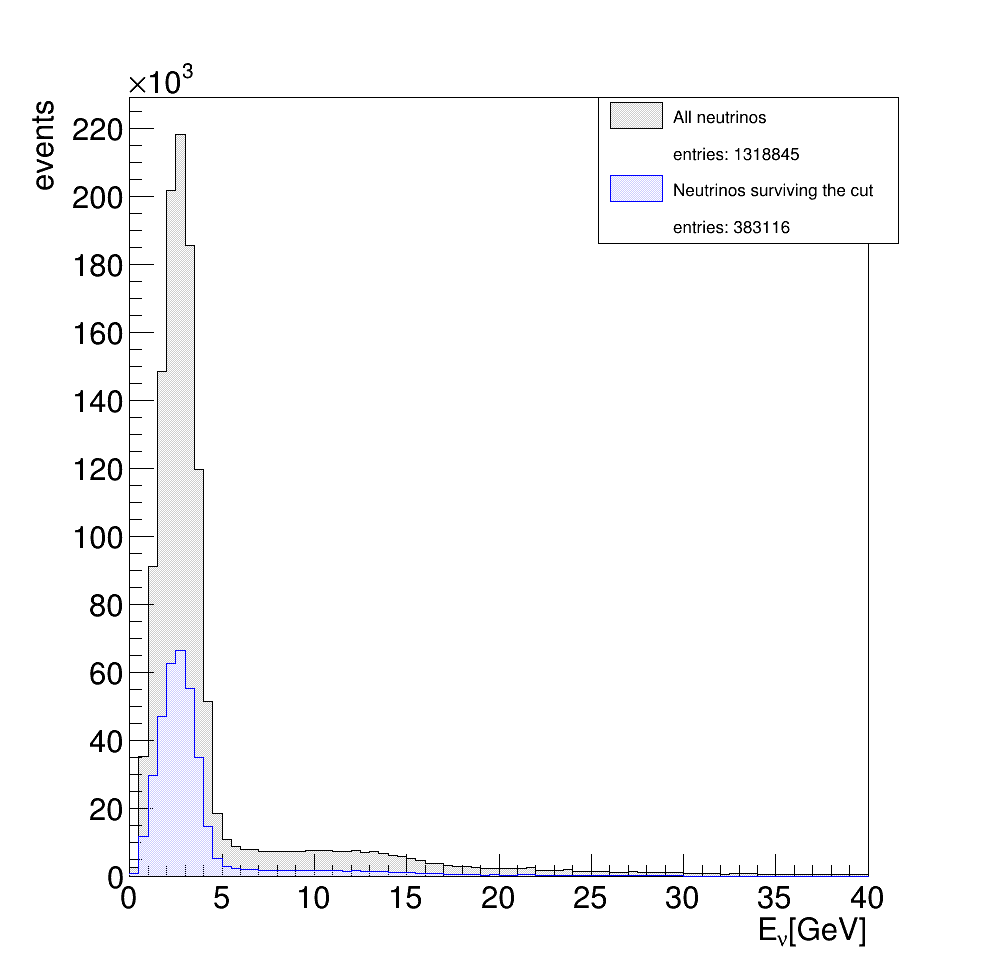 ×10³
events
220
200
180
160
140
120
100
80
60
40
20
0
All neutrinos
entries: 1318845
Neutrinos surviving the cut
entries: 383116
0 5 10 15 20 25 30 35 40
Eν[GeV]